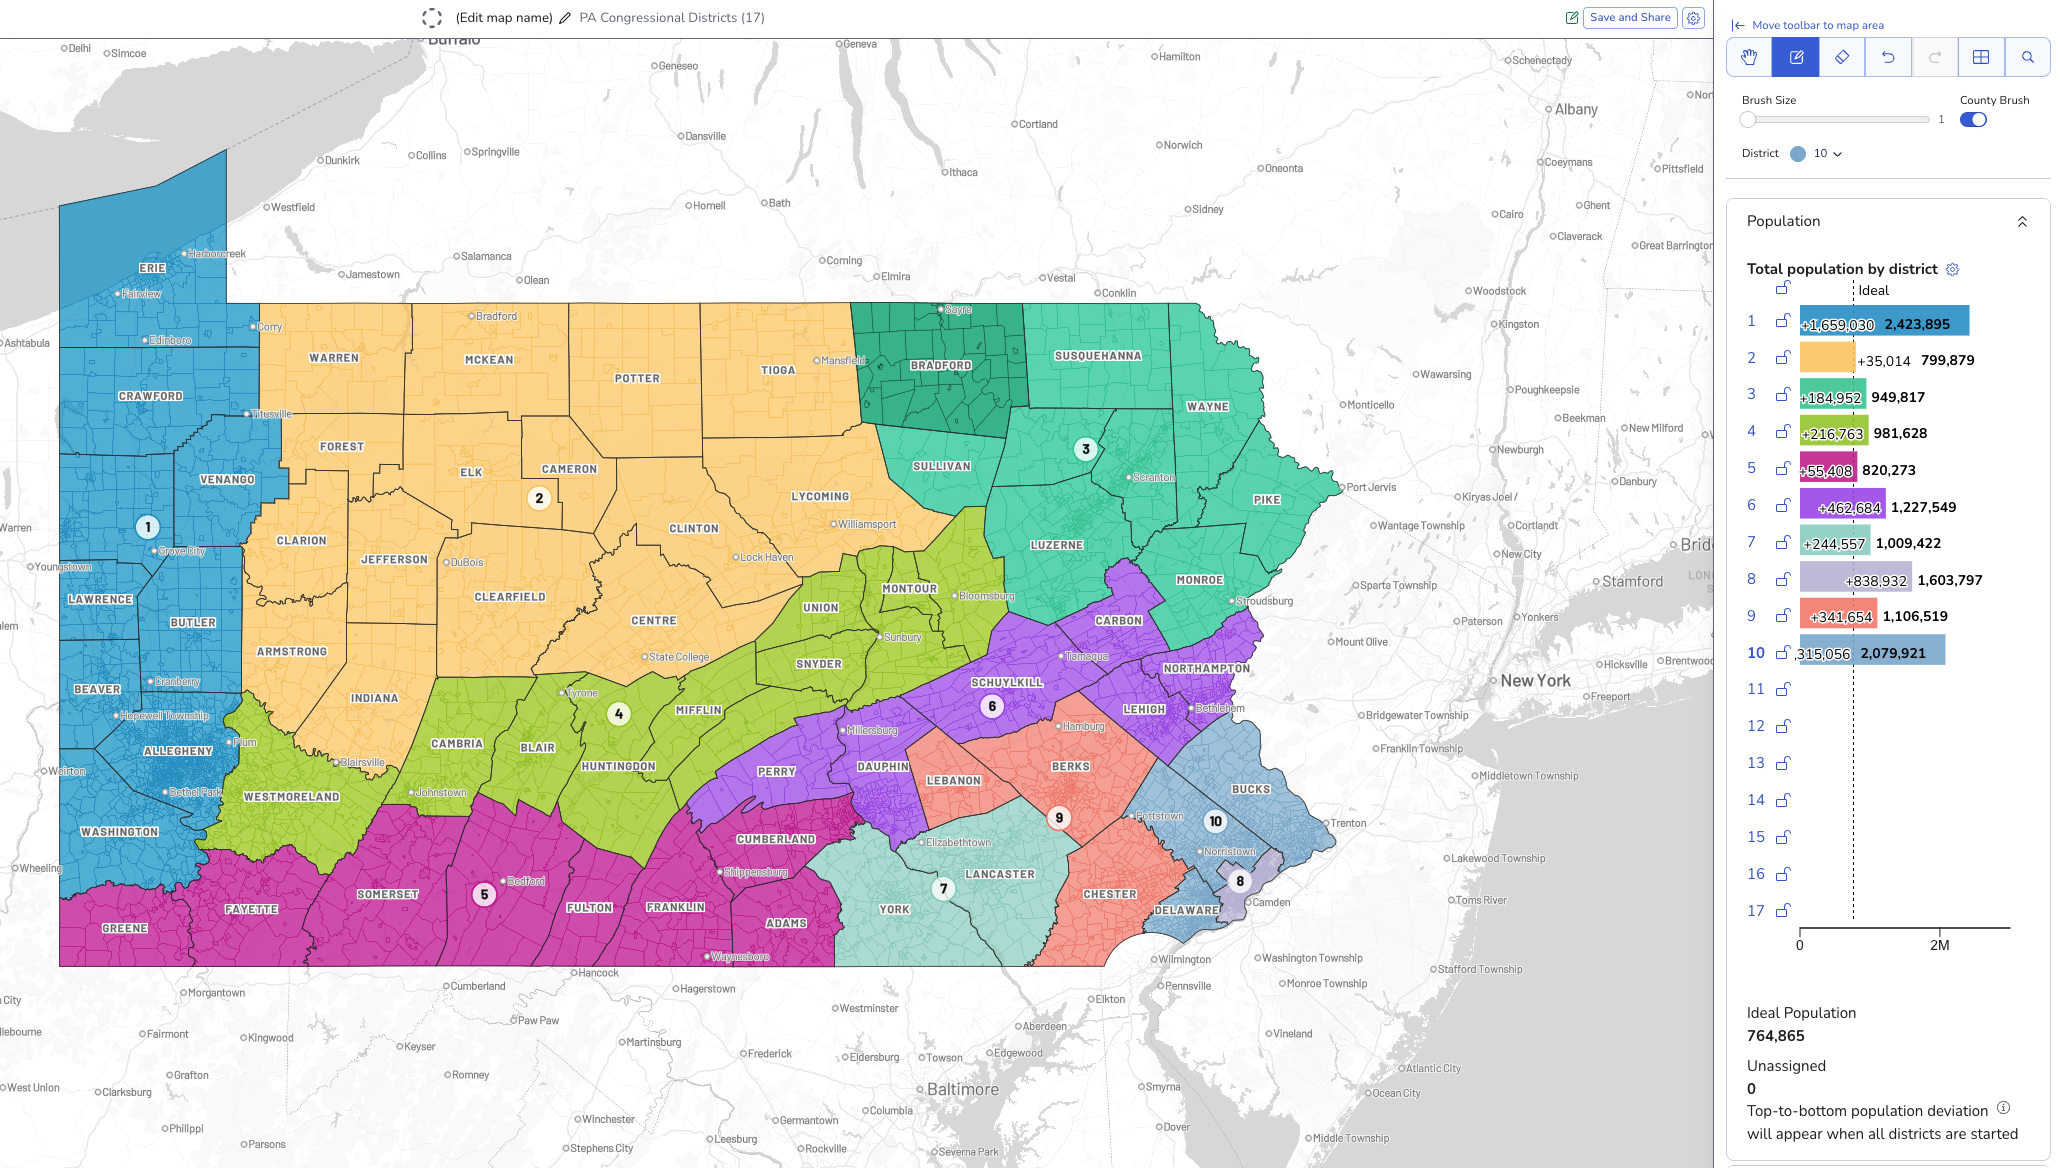 (Edit map name) PA Congressional Districts (17)
Save and Share
Move toolbar to map area
Brush Size
County Brush
1
District 10
Population
Total population by district
Ideal
1 +1,659,030 2,423,895
2 +35,014 799,879
3 +184,952 949,817
4 +216,763 981,628
5 +55,408 820,273
6 +462,684 1,227,549
7 +244,557 1,009,422
8 +838,932 1,603,797
9 +341,654 1,106,519
10 ,315,056 2,079,921
11
12
13
14
15
16
17
0 2M
Ideal Population
764,865
Unassigned
0
Top-to-bottom population deviation
will appear when all districts are started
Buffalo
Delhi
Simcoe
Geneva
Geneseo
Hamilton
Schenectady
Albany
Cortland
Dansville
Norwich
Oneonta
Coeymans
Pittsfield
Dunkirk
Collins
Springville
Ithaca
Westfield
Hornell
Bath
Sidney
Cairo
Ghent
Claverack
Great Barrington
Harborcreek
ERIE
Fairview
Jamestown
Salamanca
Olean
Corning
Elmira
Vestal
Conklin
Woodstock
Kingston
Ashtabula
Corry
Edinboro
Bradford
Sayre
WARREN
MCKEAN
POTTER
TIOGA
Mansfield
BRADFORD
SUSQUEHANNA
WAYNE
CRAWFORD
Titusville
Wawarsing
Poughkeepsie
Monticello
Beekman
New Milford
Newburgh
Danbury
FOREST
ELK
CAMERON
SULLIVAN
3
Scranton
VENANGO
2
LYCOMING
Williamsport
PIKE
Port Jervis
Kiryas Joel /
Warren
1
Grove City
CLARION
JEFFERSON
DuBois
CLINTON
Lock Haven
LUZERNE
Wantage Township
Cortlandt
New City
Brid
Youngstown
LAWRENCE
BUTLER
CLEARFIELD
CENTRE
UNION
MONTOUR
Bloomsburg
MONROE
Stroudsburg
CARBON
Sparta Township
Stamford
LON
Paterson
Yonkers
lem
ARMSTRONG
State College
SNYDER
Sunbury
Tamaqua
NORTHAMPTON
Mount Olive
Hicksville
Brentwood
BEAVER
Cranberry
INDIANA
Tyrone
MIFFLIN
SCHUYLKILL
6
LEHIGH
Bethlehem
New York
Freeport
Hopewell Township
Plum
ALLEGHENY
CAMBRIA
BLAIR
4
HUNTINGDON
Millersburg
Hamburg
Bridgewater Township
Franklin Township
Weirton
Blairsville
PERRY
DAUPHIN
LEBANON
BERKS
Middletown Township
Bethel Park
WESTMORELAND
Johnstown
BUCKS
WASHINGTON
CUMBERLAND
9
Pottstown
10
Trenton
Elizabethtown
Norristown
Lakewood Township
Wheeling
Shippensburg
LANCASTER
8
GREENE
FAYETTE
SOMERSET
5
Bedford
FULTON
FRANKLIN
ADAMS
YORK
7
CHESTER
DELAWARE
Camden
Toms River
Waynesboro
Hancock
Wilmington
Washington Township
Stafford Township
Morgantown
Cumberland
Hagerstown
Pennsville
Monroe Township
City
Elkton
Westminster
Fairmont
Kingwood
Paw Paw
Keyser
Martinsburg
Aberdeen
Vineland
Frederick
Eldersburg
Towson
Edgewood
Atlantic City
Ocean City
West Union
Clarksburg
Grafton
Romney
Baltimore
Smyrna
Columbia
Winchester
Germantown
Philippi
Parsons
Stephens City
Leesburg
Rockville
Severna Park
Dover
Middle Township